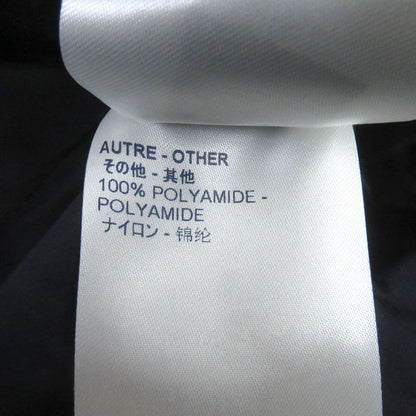 AUTRE - OTHER
その他 - 其他
100% POLYAMIDE -
POLYAMIDE
ナイロン - 锦纶